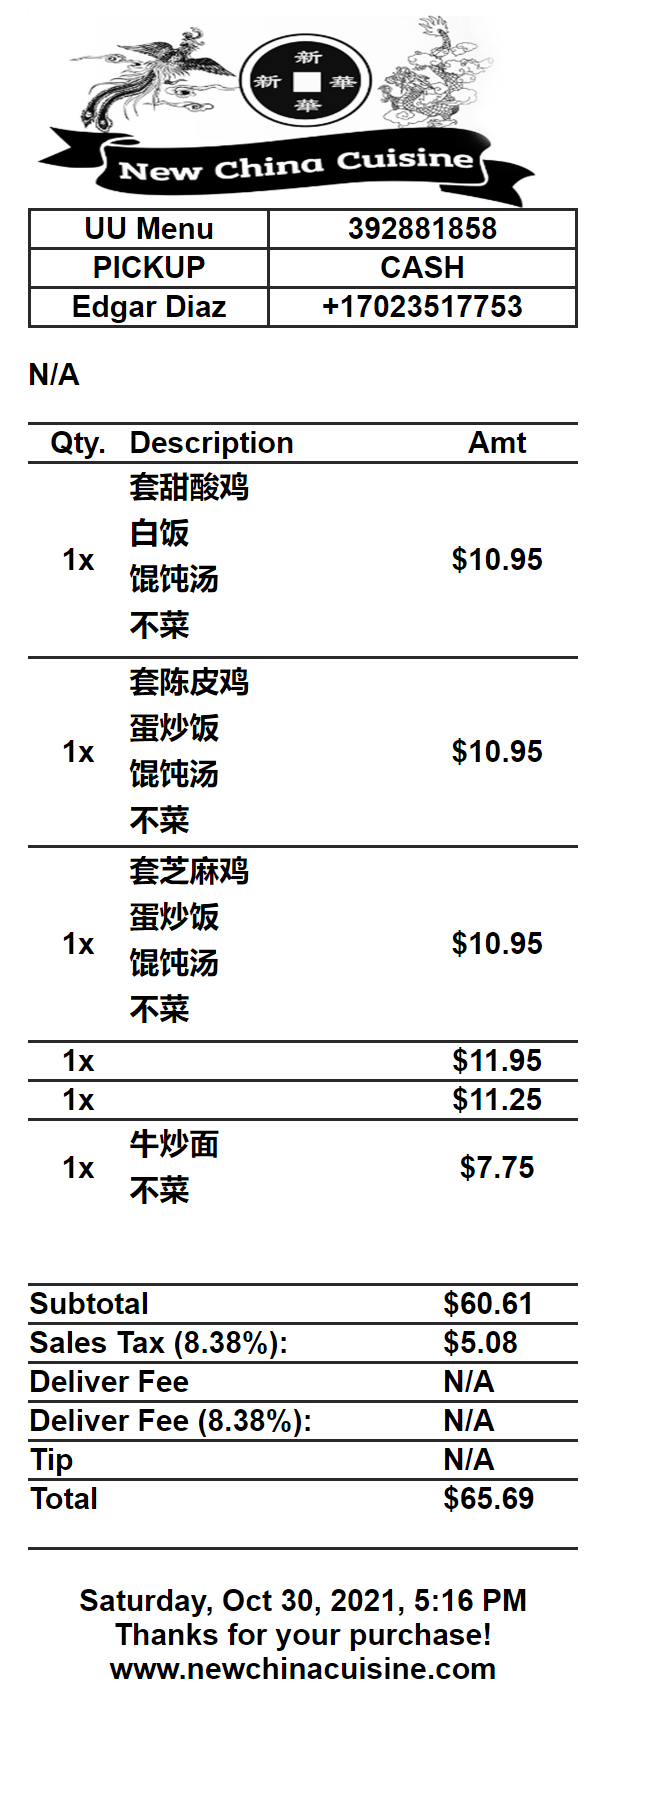 新
新 華
華
New China Cuisine
UU Menu 392881858
PICKUP CASH
Edgar Diaz +17023517753
N/A
Qty. Description Amt
套甜酸鸡
白饭
1x $10.95
馄饨汤
不菜
套陈皮鸡
蛋炒饭
1x $10.95
馄饨汤
不菜
套芝麻鸡
蛋炒饭
1x $10.95
馄饨汤
不菜
1x $11.95
1x $11.25
牛炒面
1x $7.75
不菜
Subtotal $60.61
Sales Tax (8.38%): $5.08
Deliver Fee N/A
Deliver Fee (8.38%): N/A
Tip N/A
Total $65.69
Saturday, Oct 30, 2021, 5:16 PM
Thanks for your purchase!
www.newchinacuisine.com